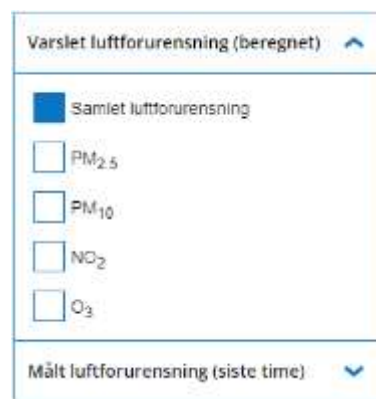 Varslet luftforurensning (beregnet)
Samlet luftforurensning
PM2.5
PM10
NO2
O3
Målt luftforurensning (siste time)